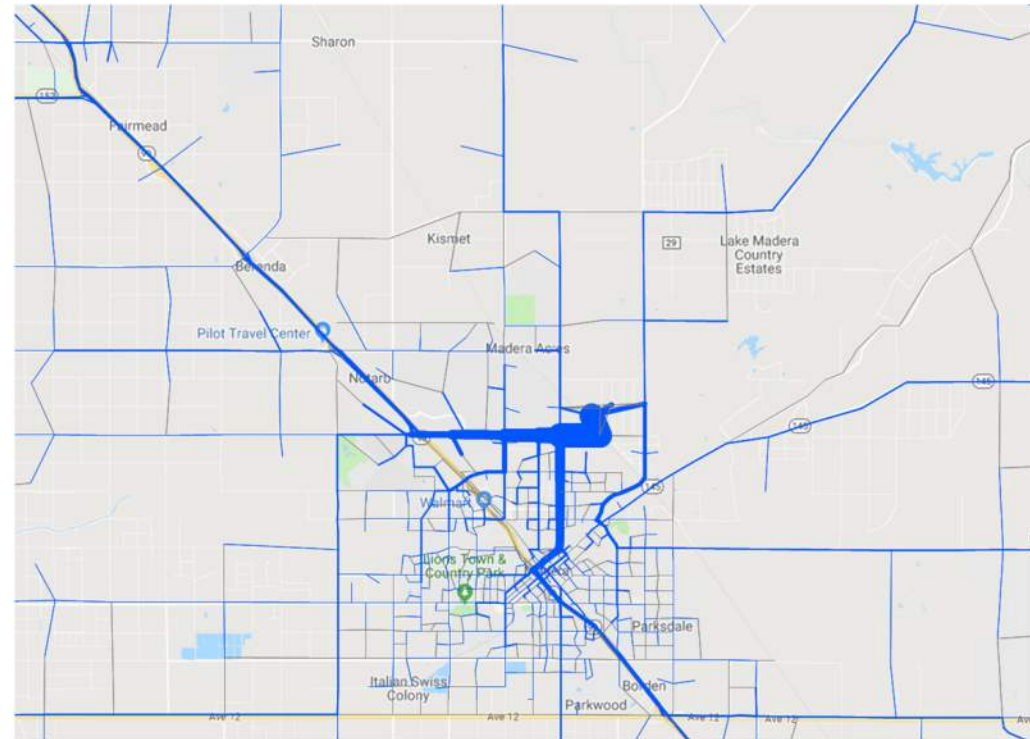 Sharon
152
Fairmead
99
Kismet
29
Lake Madera
Country
Estates
Berenda
Pilot Travel Center
Madera Acres
Notarb
145
145
Walmart
145
Lions Town &
Country Park
Parksdale
Italian Swiss
Colony
Borden
Parkwood
Ave 12
Ave 12
Ave 12
Ave 12